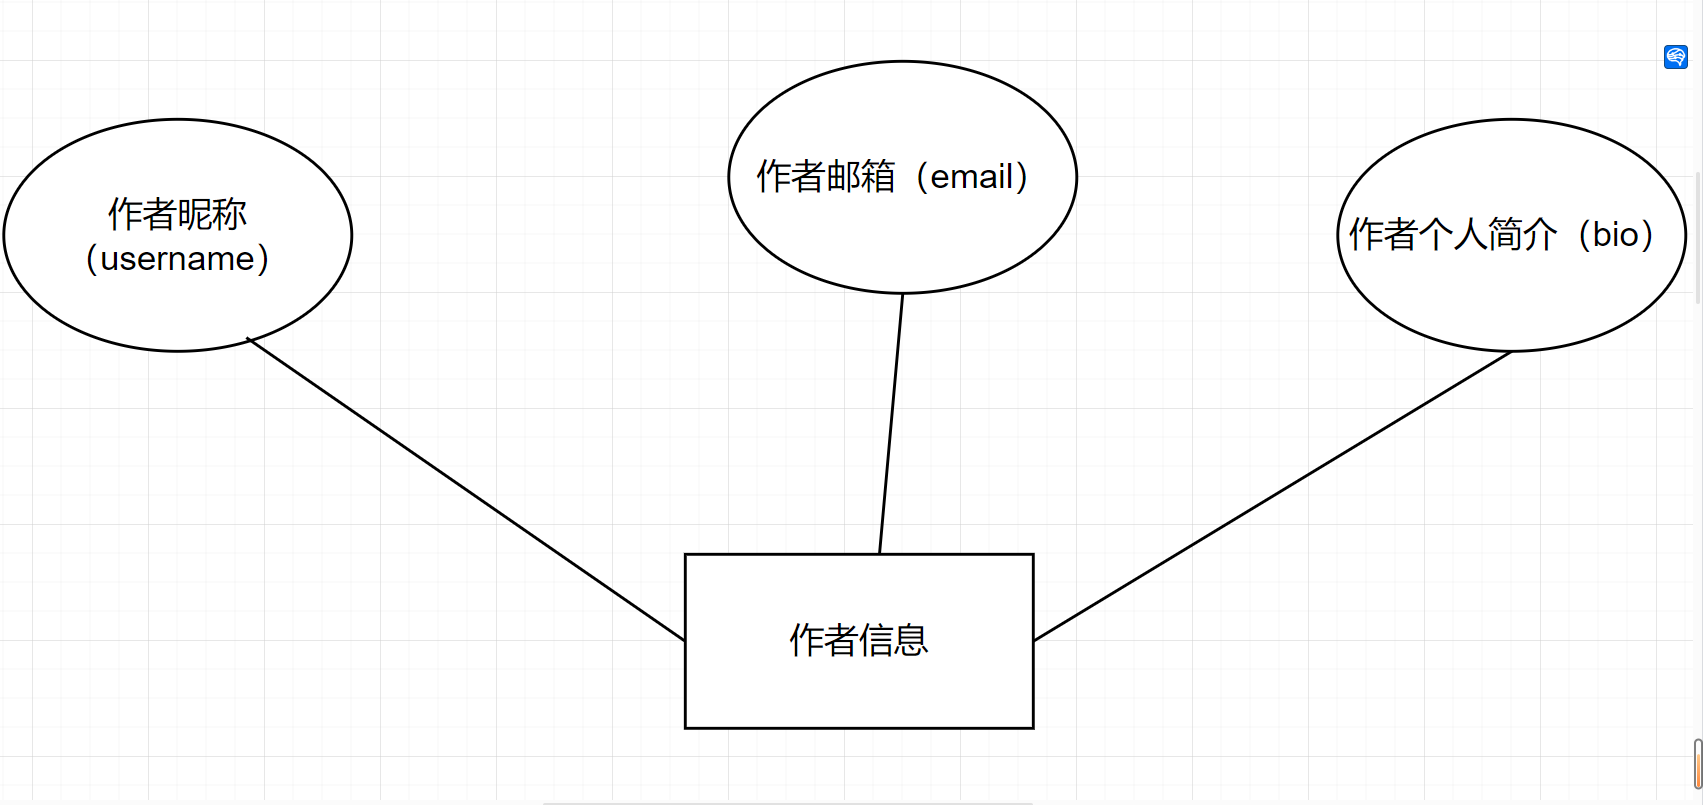 作者昵称
（username）
作者邮箱（email）
作者个人简介（bio）
作者信息